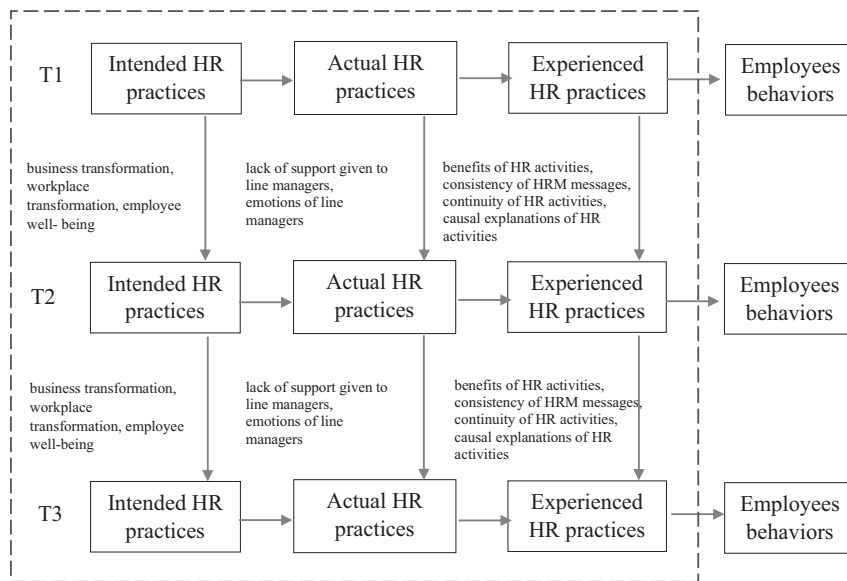 T1
Intended HR
practices
Actual HR
practices
Experienced
HR practices
Employees
behaviors
business transformation,
workplace
transformation, employee
well- being
lack of support given to
line managers,
emotions of line
managers
benefits of HR activities,
consistency of HRM messages,
continuity of HR activities,
causal explanations of HR
activities
T2
Intended HR
practices
Actual HR
practices
Experienced
HR practices
Employees
behaviors
business transformation,
workplace
transformation, employee
well-being
lack of support given to
line managers,
emotions of line
managers
benefits of HR activities,
consistency of HRM messages,
continuity of HR activities,
causal explanations of HR
activities
T3
Intended HR
practices
Actual HR
practices
Experienced
HR practices
Employees
behaviors